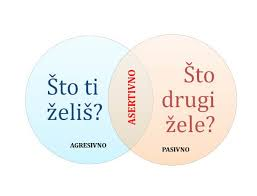 Što ti
želiš?
AGRESIVNO
ASERTIVNO
Što
drugi
žele?
PASIVNO